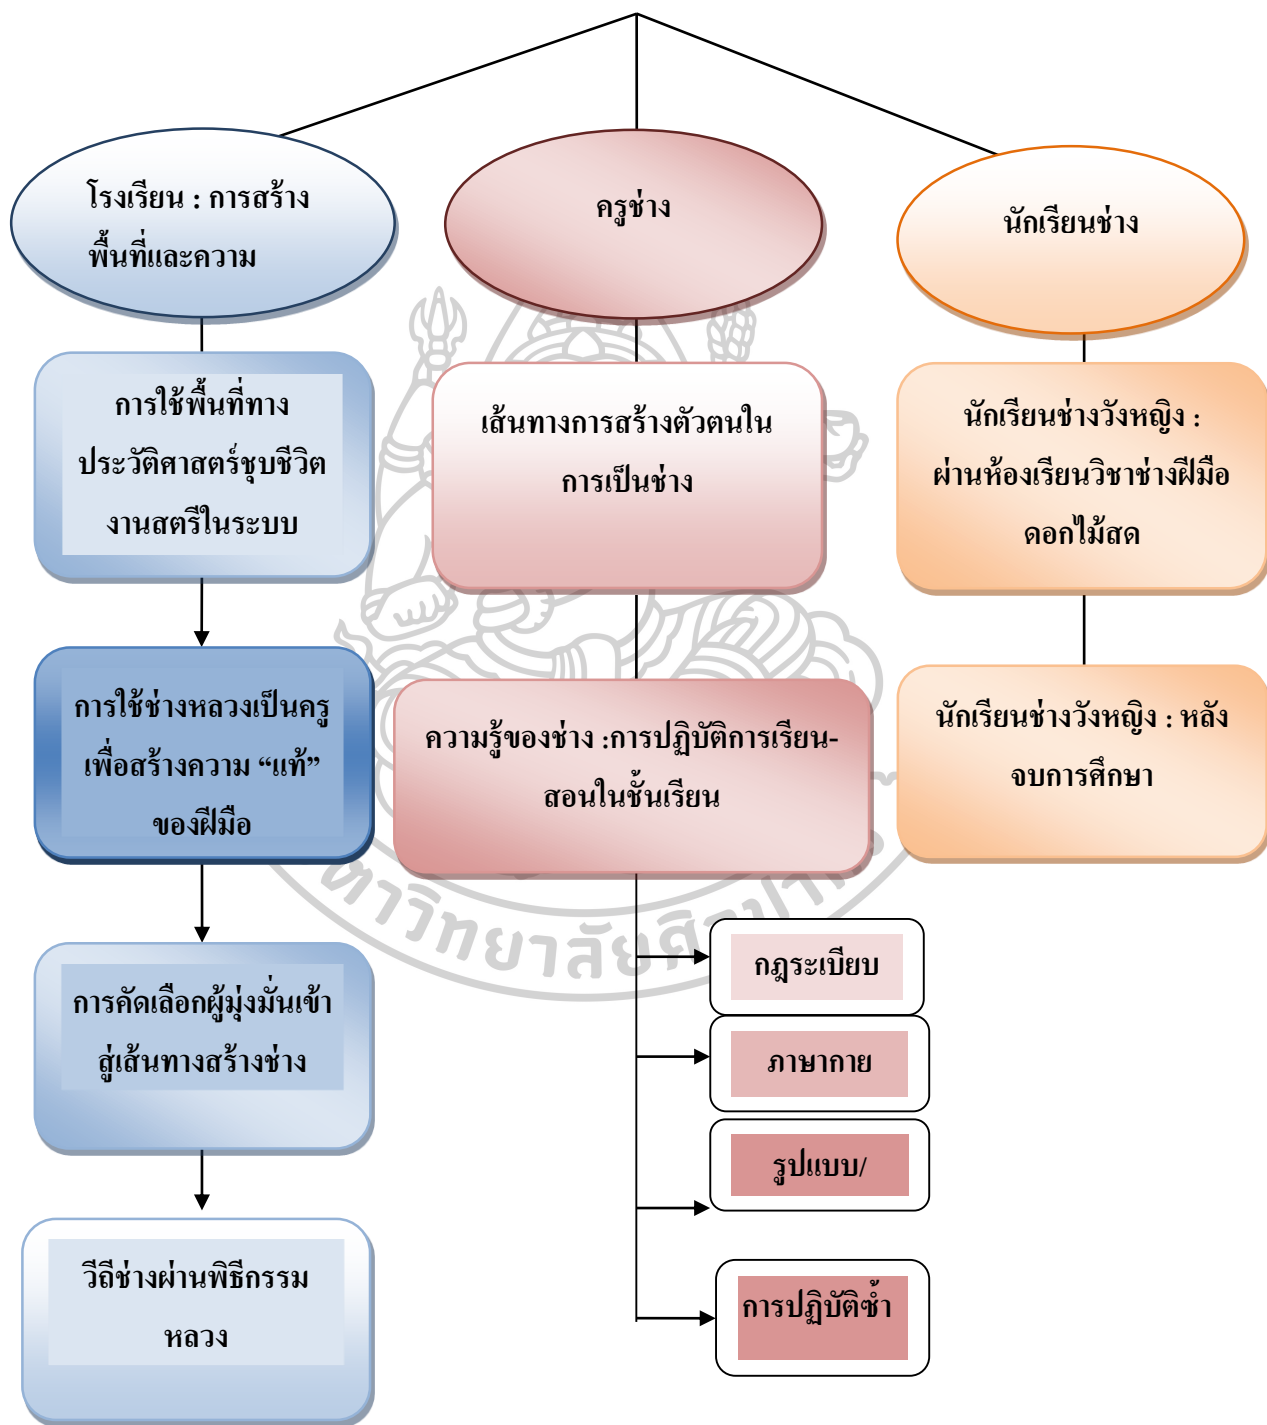 โรงเรียน : การสร้าง
พื้นที่และความ
การใช้พื้นที่ทาง
ประวัติศาสตร์ชุบชีวิต
งานสตรีในระบบ
การใช้ช่างหลวงเป็นครู
เพื่อสร้างความ “แท้”
ของฝีมือ
การคัดเลือกผู้มุ่งมั่นเข้า
สู่เส้นทางสร้างช่าง
วีถีช่างผ่านพิธีกรรม
หลวง
ครูช่าง
เส้นทางการสร้างตัวตนใน
การเป็นช่าง
ความรู้ของช่าง :การปฏิบัติการเรียน-
สอนในชั้นเรียน
กฎระเบียบ
ภาษากาย
รูปแบบ/
การปฏิบัติซ้ำ
นักเรียนช่าง
นักเรียนช่างวังหญิง :
ผ่านห้องเรียนวิชาช่างฝีมือ
ดอกไม้สด
นักเรียนช่างวังหญิง : หลัง
จบการศึกษา